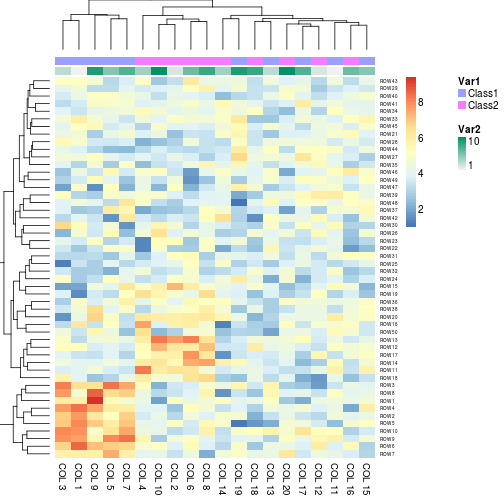 ROW43
ROW29
ROW40
ROW41
ROW34
ROW33
ROW45
ROW21
ROW28
ROW44
ROW27
ROW35
ROW46
ROW49
ROW47
ROW39
ROW48
ROW37
ROW42
ROW30
ROW26
ROW23
ROW22
ROW31
ROW25
ROW32
ROW24
ROW15
ROW19
ROW36
ROW38
ROW20
ROW16
ROW50
ROW13
ROW12
ROW17
ROW14
ROW11
ROW18
ROW3
ROW8
ROW1
ROW4
ROW2
ROW5
ROW10
ROW9
ROW6
ROW7
COL 3
COL 1
COL 9
COL 5
COL 7
COL 4
COL 10
COL 2
COL 6
COL 8
COL 14
COL 19
COL 18
COL 13
COL 20
COL 17
COL 12
COL 11
COL 16
COL 15
8
6
4
2
Var1
Class1
Class2
Var2
10
1